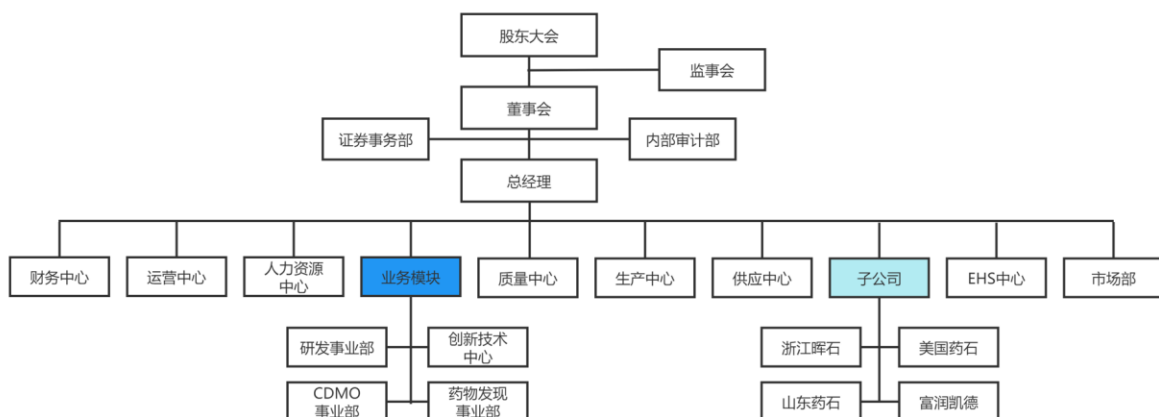 股东大会
监事会
董事会
证券事务部
内部审计部
总经理
财务中心
运营中心
人力资源
中心
业务模块
质量中心
生产中心
供应中心
子公司
EHS中心
市场部
研发事业部
创新技术
中心
浙江晖石
美国药石
CDMO
事业部
药物发现
事业部
山东药石
富润凯德